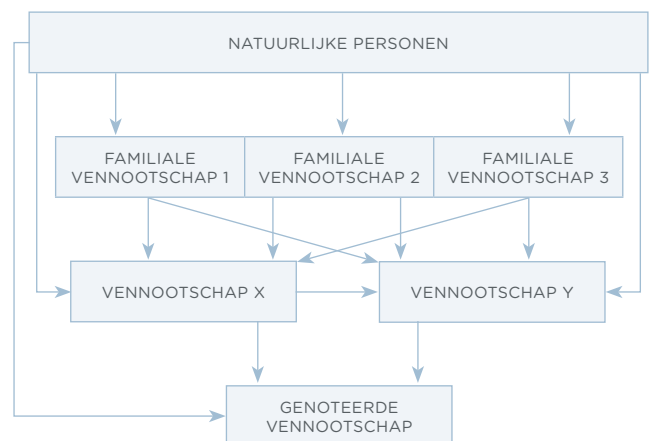 NATUURLIJKE PERSONEN
FAMILIALE
VENNOOTSCHAP 1
FAMILIALE
VENNOOTSCHAP 2
FAMILIALE
VENNOOTSCHAP 3
VENNOOTSCHAP X
VENNOOTSCHAP Y
GENOTEERDE
VENNOOTSCHAP